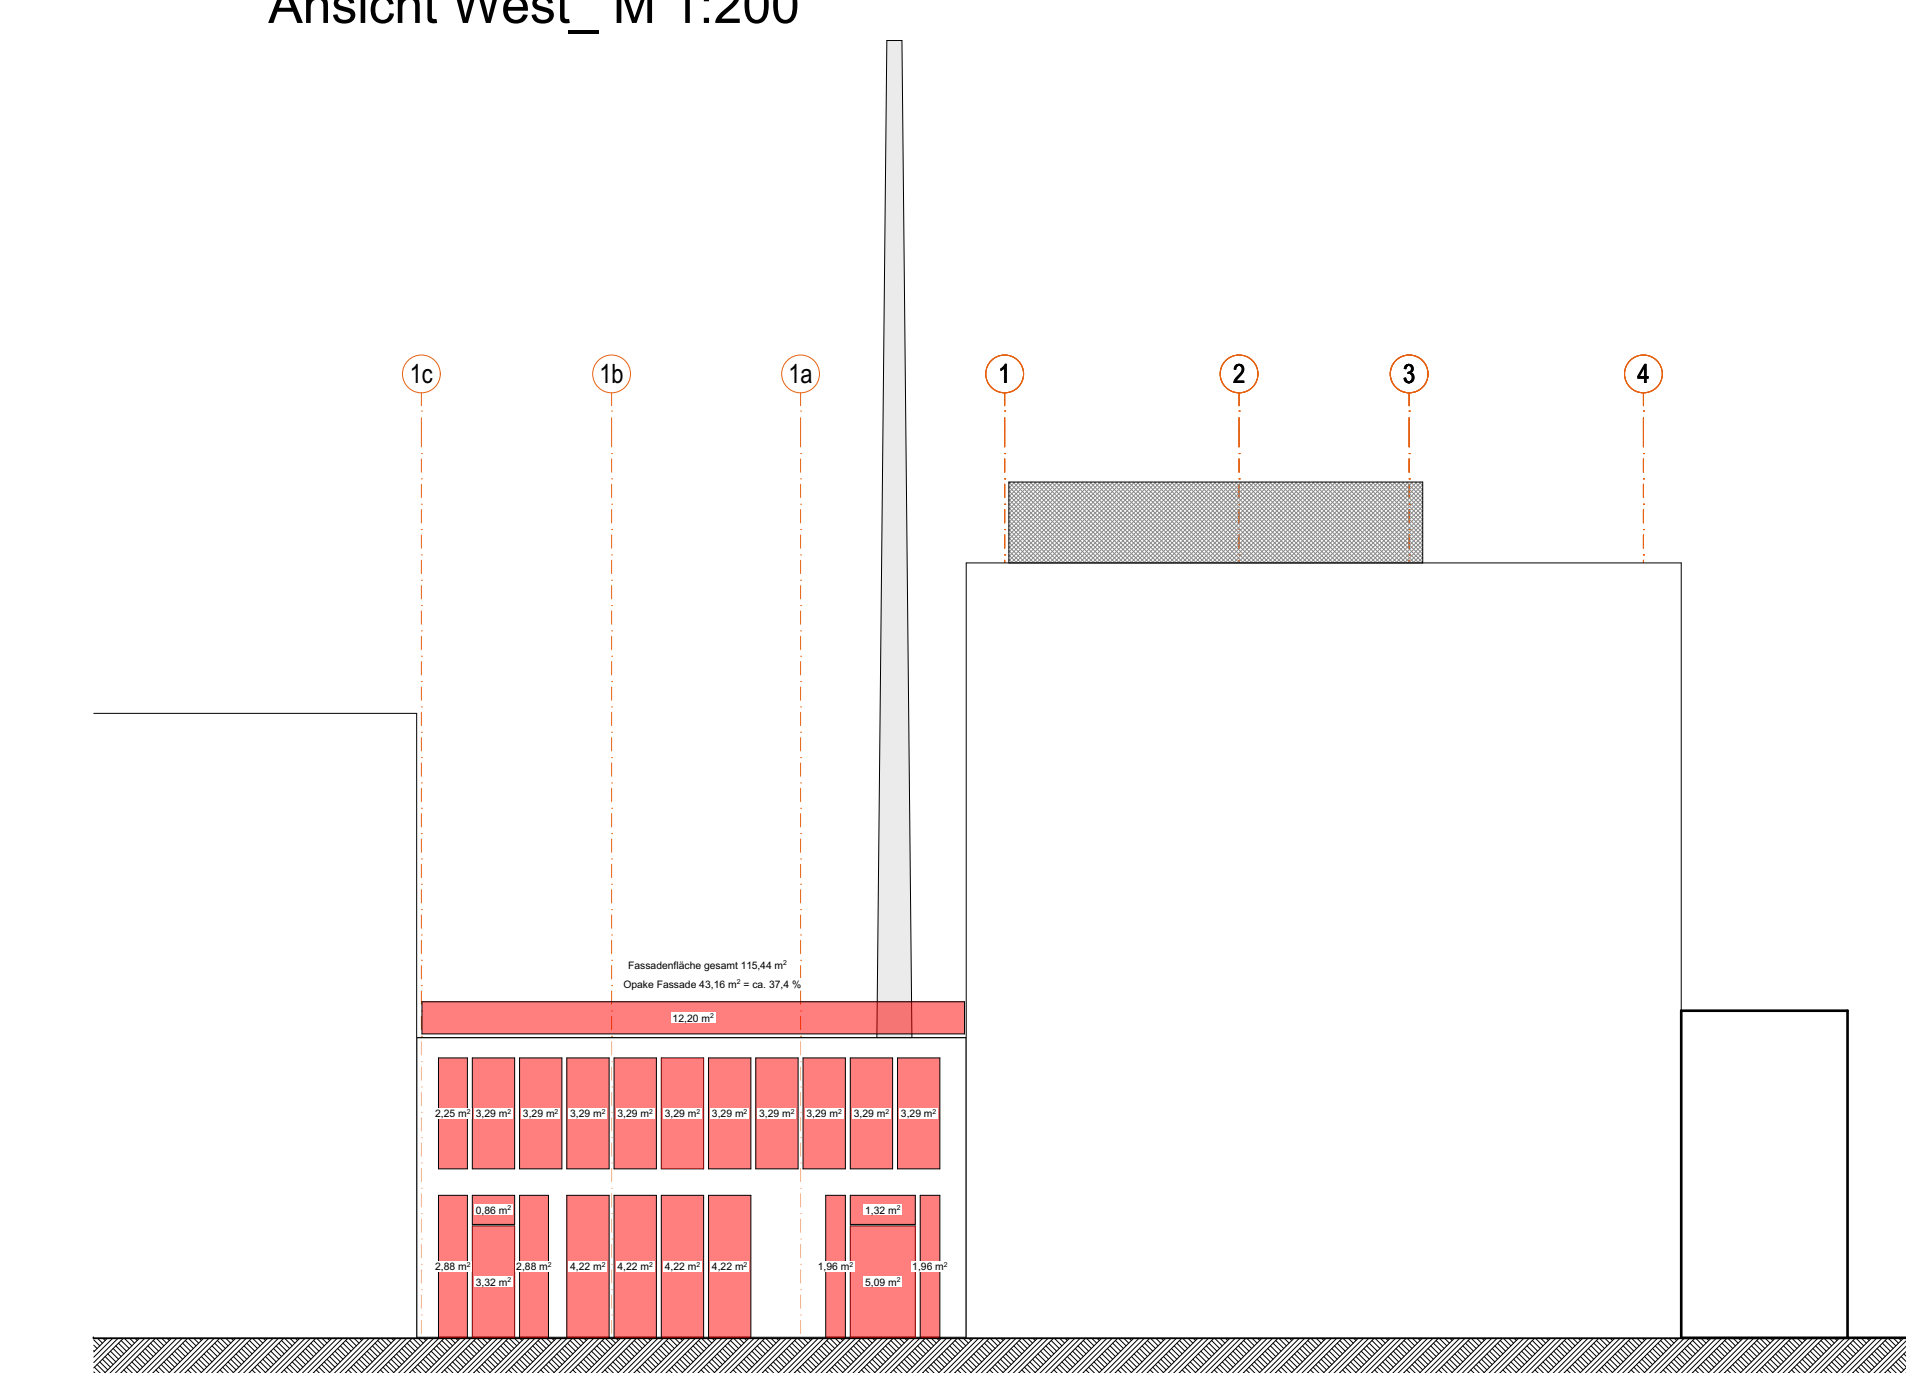 Ansicht West_ M 1:200
1c 1b 1a 1 2 3 4
Fassadenfläche gesamt 115,44 m²
Opake Fassade 43,16 m² = ca. 37,4 %
12,20 m²
2,25 m² 3,29 m² 3,29 m² 3,29 m² 3,29 m² 3,29 m² 3,29 m² 3,29 m² 3,29 m² 3,29 m² 3,29 m²
0,86 m² 1,32 m²
2,88 m² 2,88 m² 4,22 m² 4,22 m² 4,22 m² 4,22 m² 1,96 m² 1,96 m²
3,32 m² 5,09 m²